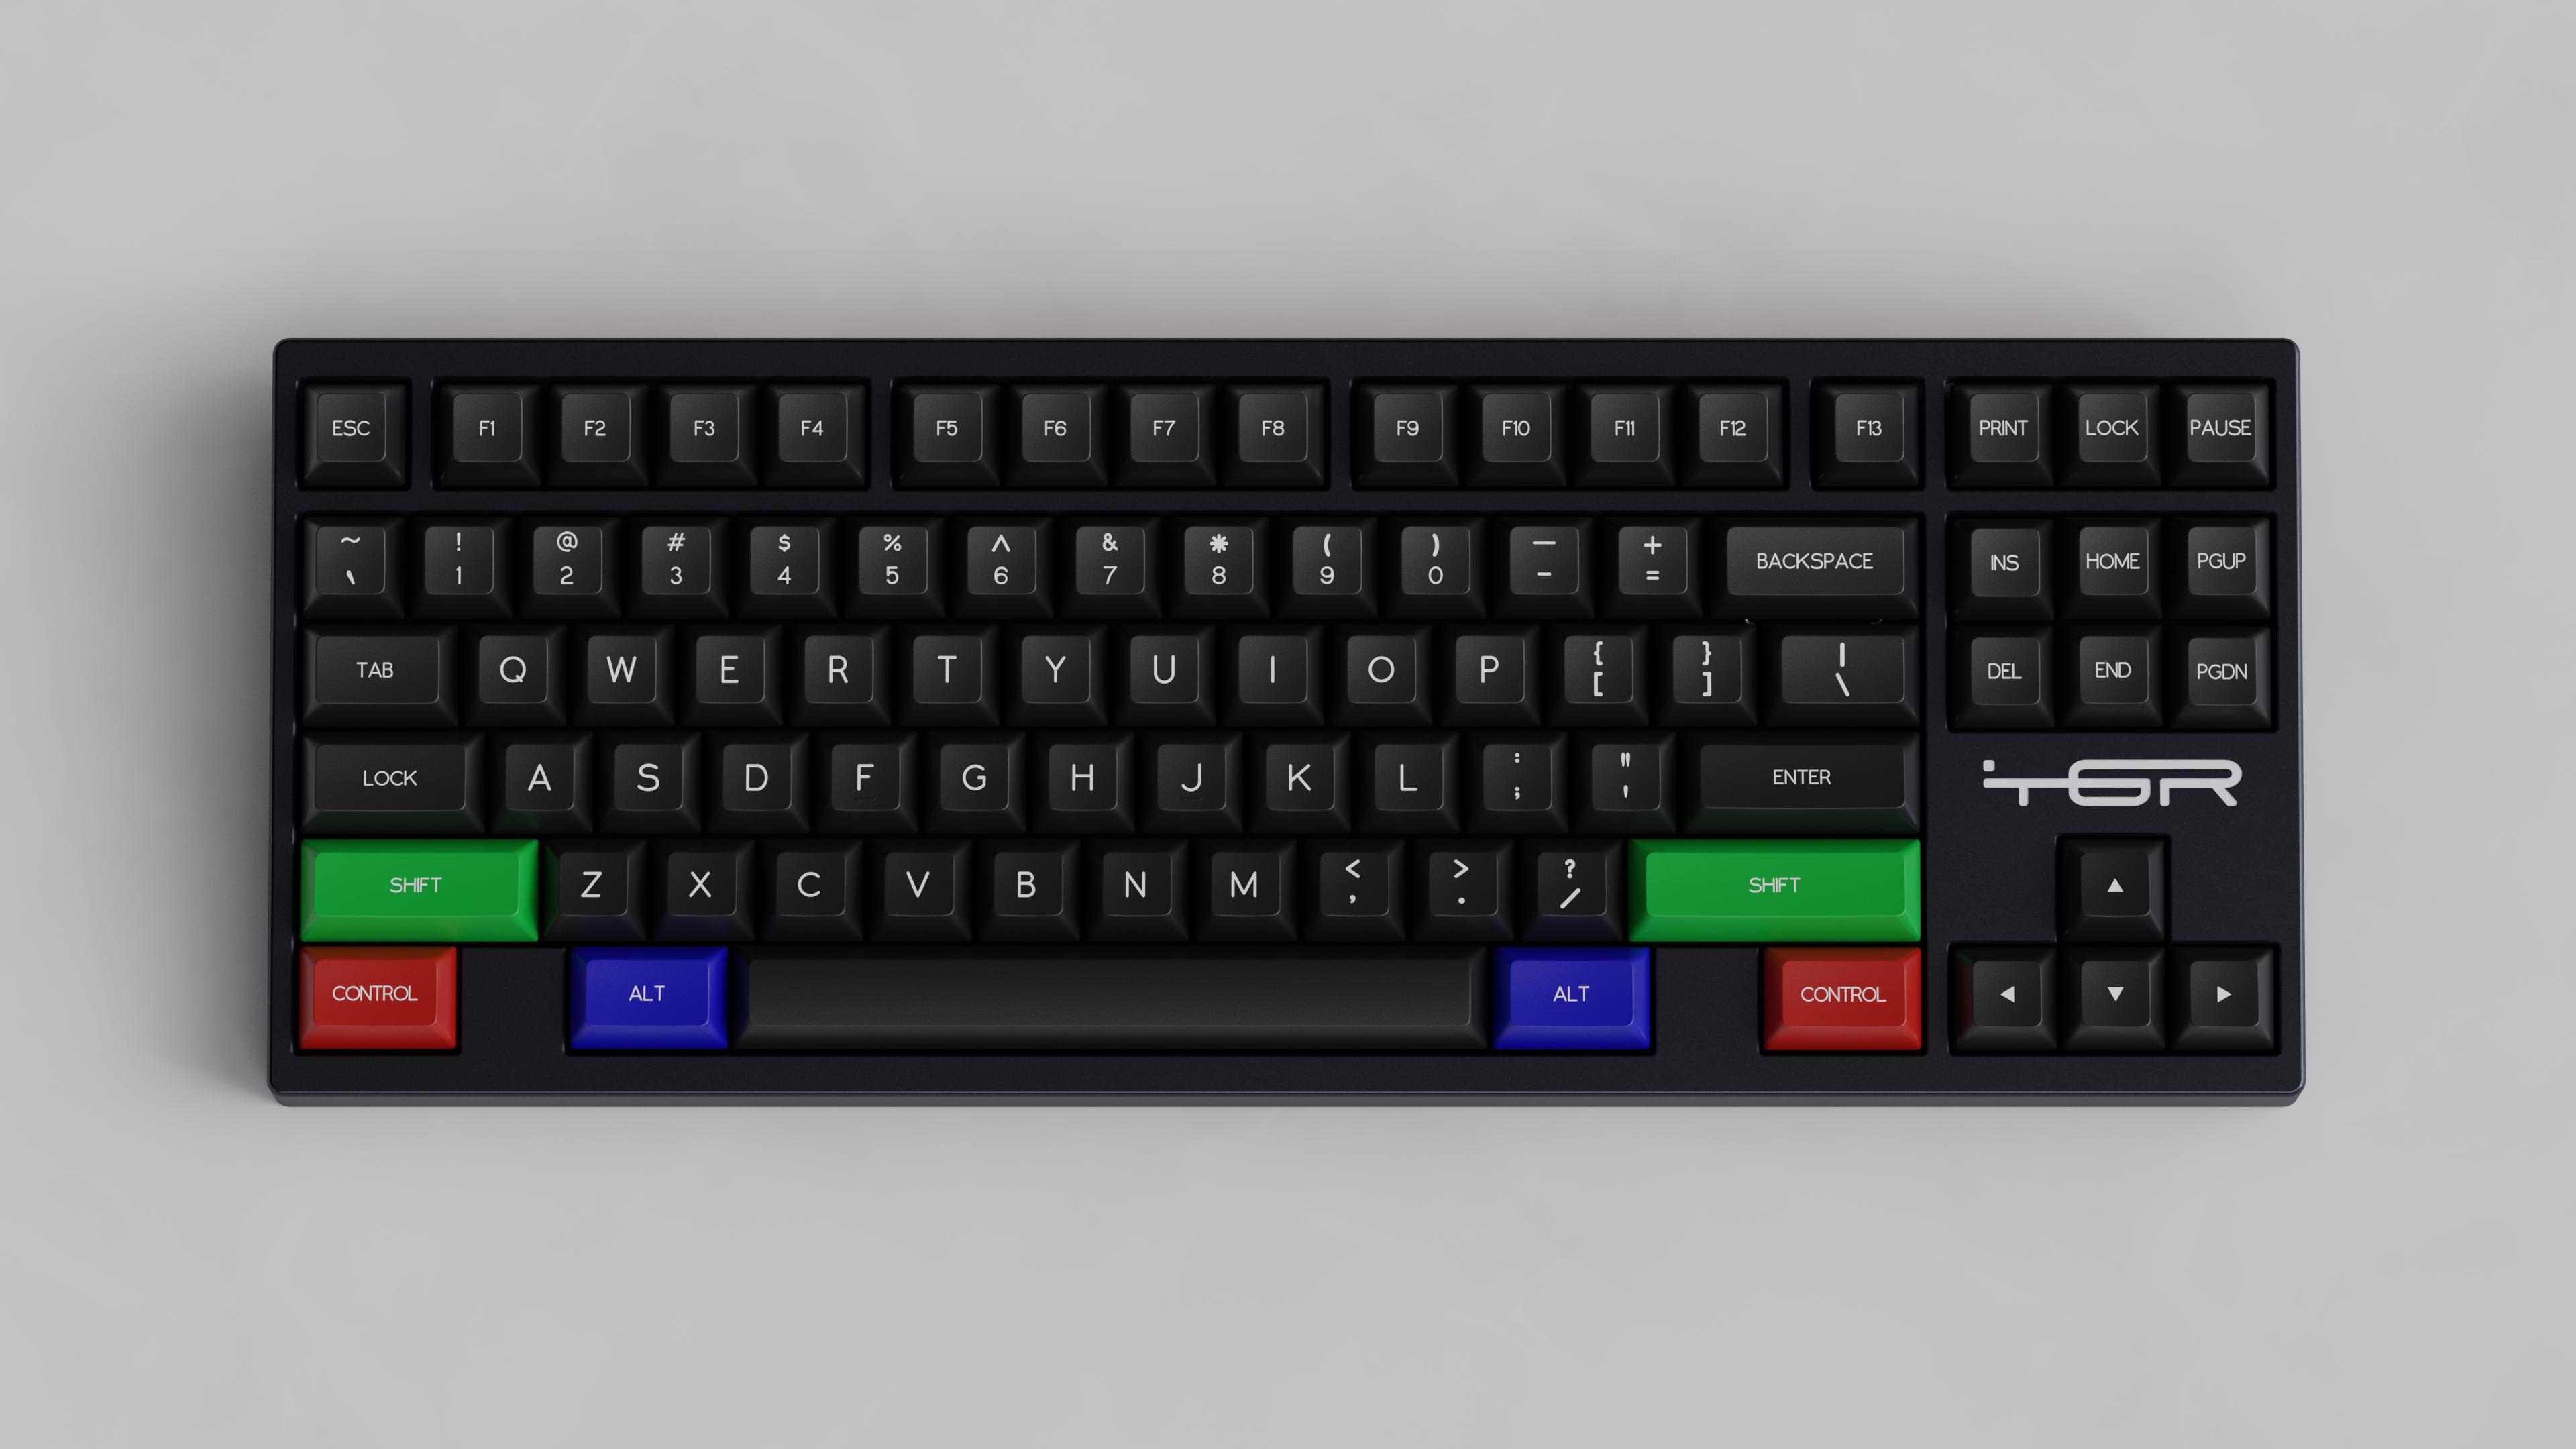 ESC F1 F2 F3 F4 F5 F6 F7 F8 F9 F10 F11 F12 F13 PRINT LOCK PAUSE
~ ! @ # $ % ^ & * ( ) — +
` 1 2 3 4 5 6 7 8 9 0 - = BACKSPACE INS HOME PGUP
TAB Q W E R T Y U I O P { [ } ] | \ DEL END PGDN
LOCK A S D F G H J K L : ; " ' ENTER
TGR
SHIFT Z X C V B N M < , > . ? / SHIFT ▲
CONTROL ALT ALT CONTROL ◀ ▼ ▶